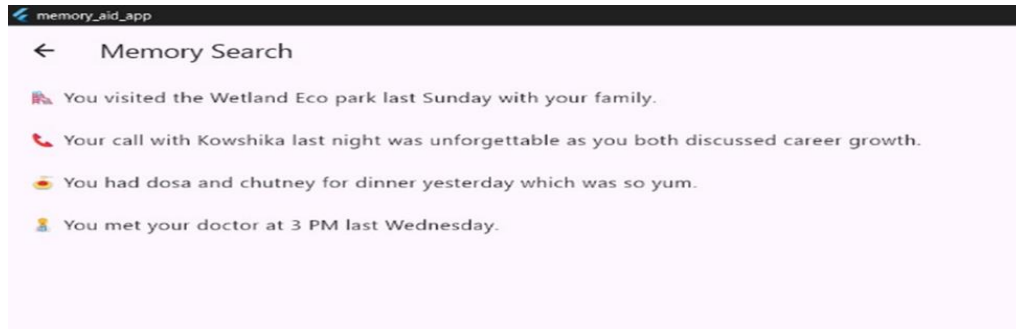 memory_aid_app
Memory Search
You visited the Wetland Eco park last Sunday with your family.
Your call with Kowshika last night was unforgettable as you both discussed career growth.
You had dosa and chutney for dinner yesterday which was so yum.
You met your doctor at 3 PM last Wednesday.